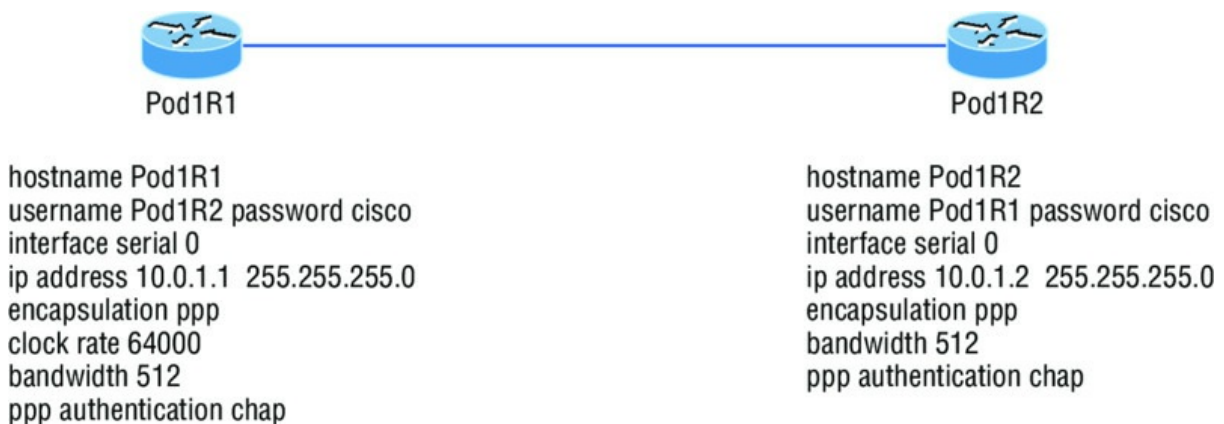 Pod1R1
Pod1R2
hostname Pod1R1
username Pod1R2 password cisco
interface serial 0
ip address 10.0.1.1 255.255.255.0
encapsulation ppp
clock rate 64000
bandwidth 512
ppp authentication chap
hostname Pod1R2
username Pod1R1 password cisco
interface serial 0
ip address 10.0.1.2 255.255.255.0
encapsulation ppp
bandwidth 512
ppp authentication chap